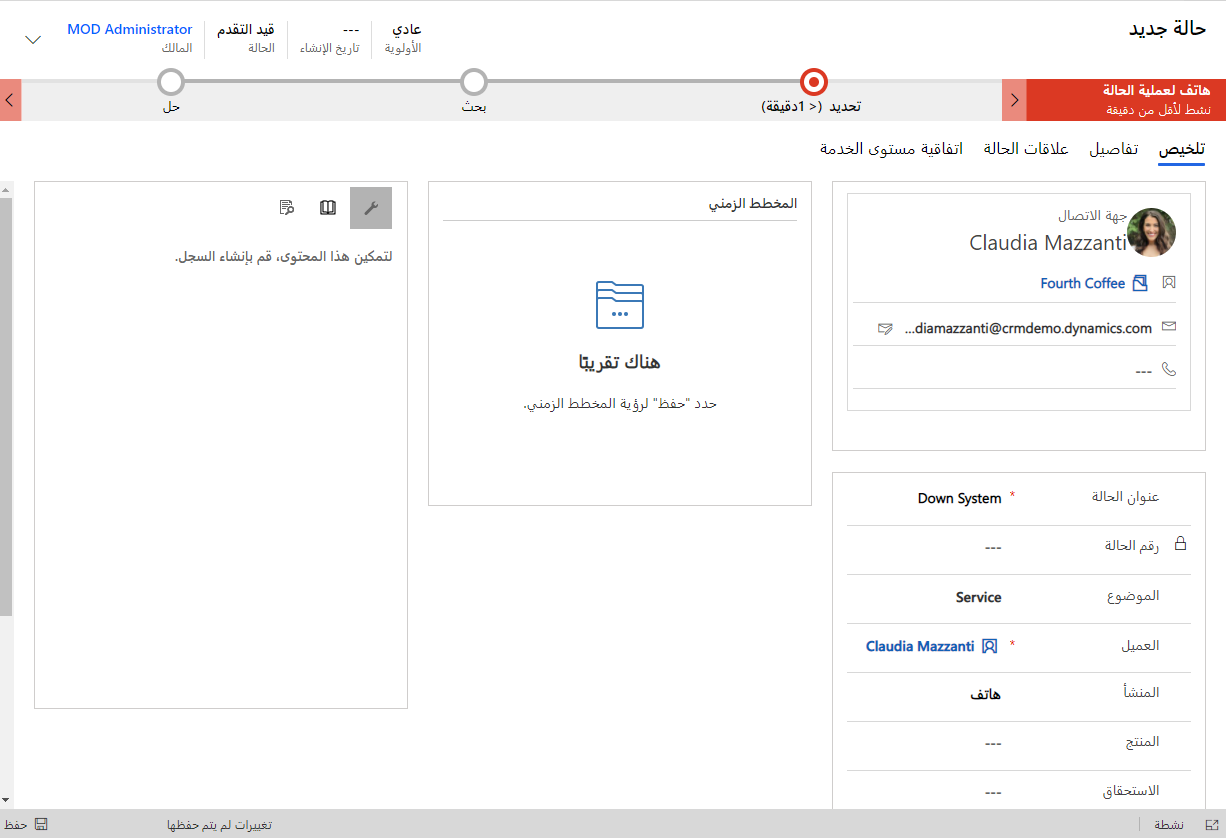 حالة جديد
عادي
الأولوية
---
تاريخ الإنشاء
قيد التقدم
الحالة
MOD Administrator
المالك
هاتف لعملية الحالة
نشط لأقل من دقيقة
تحديد (< 1دقيقة)
بحث
حل
تلخيص
تفاصيل
علاقات الحالة
اتفاقية مستوى الخدمة
جهة الاتصال
Claudia Mazzanti
Fourth Coffee
...diamazzanti@crmdemo.dynamics.com
---
عنوان الحالة * Down System
رقم الحالة ---
الموضوع Service
العميل * Claudia Mazzanti
المنشأ هاتف
المنتج ---
الاستحقاق ---
المخطط الزمني
هناك تقريبًا
حدد "حفظ" لرؤية المخطط الزمني.
لتمكين هذا المحتوى، قم بإنشاء السجل.
نشطة
تغييرات لم يتم حفظها
حفظ